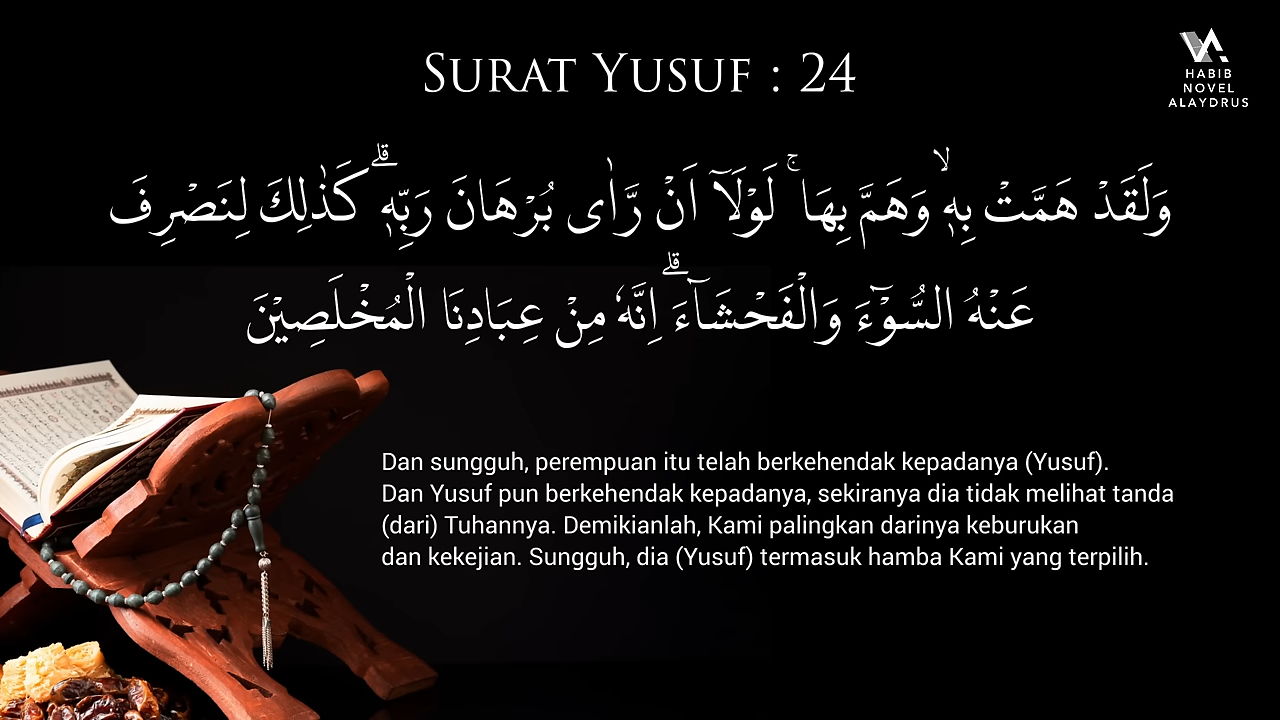 SURAT YUSUF : 24
HABIB
NOVEL
ALAYDRUS
وَلَقَدْ هَمَّتْ بِهٖۙ وَهَمَّ بِهَاۚ لَوْلَآ اَنْ رَّاٰى بُرْهَانَ رَبِّهٖۗ كَذٰلِكَ لِنَصْرِفَ
عَنْهُ السُّوْۤءَ وَالْفَحْشَاۤءَۗ اِنَّهٗ مِنْ عِبَادِنَا الْمُخْلَصِيْنَ
Dan sungguh, perempuan itu telah berkehendak kepadanya (Yusuf).
Dan Yusuf pun berkehendak kepadanya, sekiranya dia tidak melihat tanda
(dari) Tuhannya. Demikianlah, Kami palingkan darinya keburukan
dan kekejian. Sungguh, dia (Yusuf) termasuk hamba Kami yang terpilih.